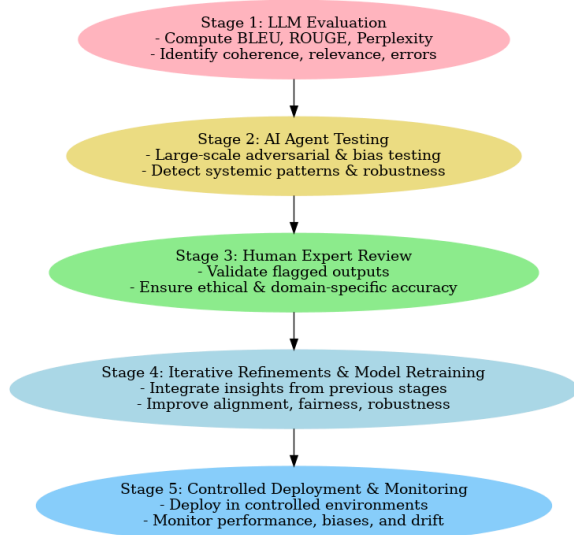 Stage 1: LLM Evaluation
- Compute BLEU, ROUGE, Perplexity
- Identify coherence, relevance, errors
Stage 2: AI Agent Testing
- Large-scale adversarial & bias testing
- Detect systemic patterns & robustness
Stage 3: Human Expert Review
- Validate flagged outputs
- Ensure ethical & domain-specific accuracy
Stage 4: Iterative Refinements & Model Retraining
- Integrate insights from previous stages
- Improve alignment, fairness, robustness
Stage 5: Controlled Deployment & Monitoring
- Deploy in controlled environments
- Monitor performance, biases, and drift